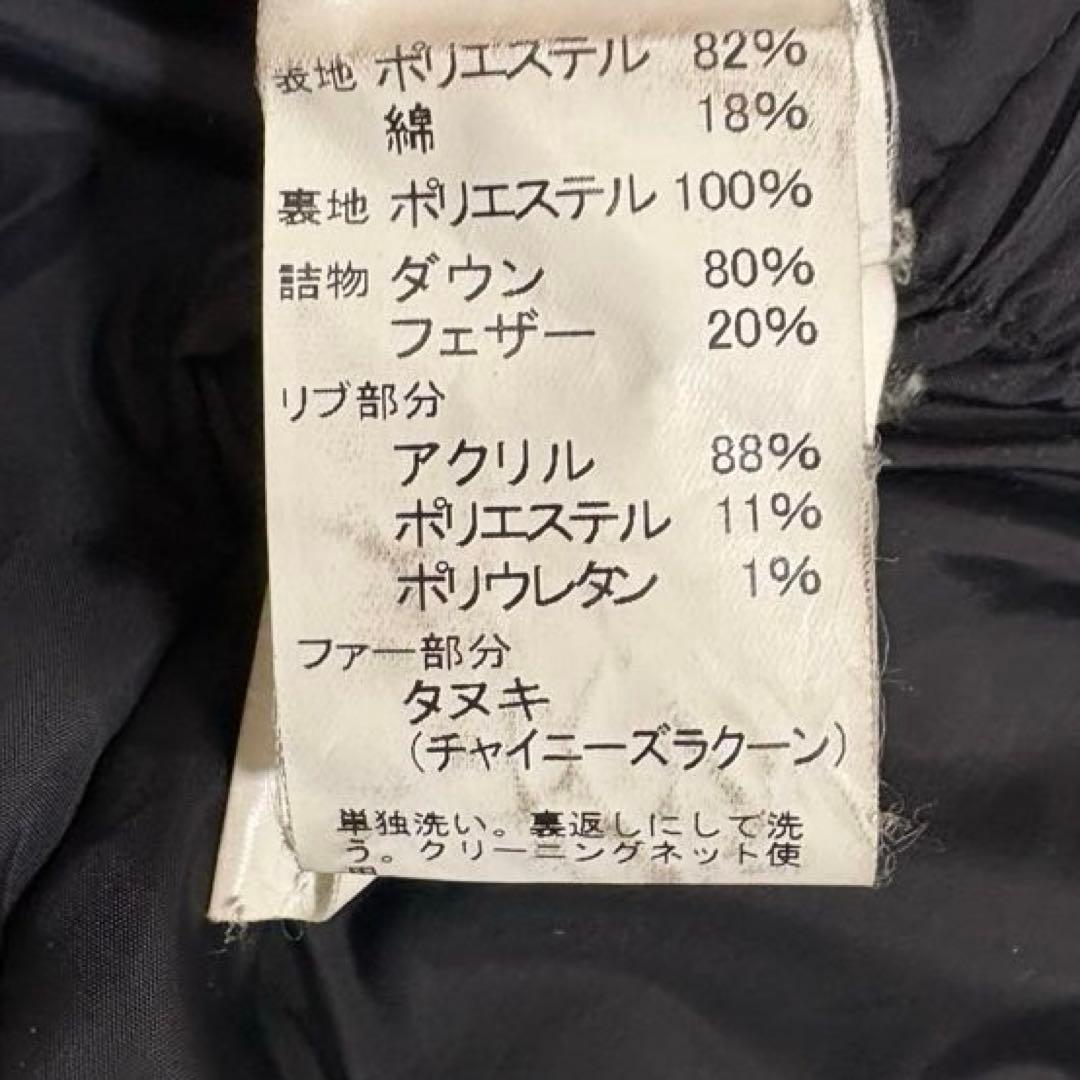 表地 ポリエステル 82%
綿 18%
裏地 ポリエステル 100%
詰物 ダウン 80%
フェザー 20%
リブ部分
アクリル 88%
ポリエステル 11%
ポリウレタン 1%
ファー部分
タヌキ
(チャイニーズラクーン)
単独洗い。裏返しにして洗
う。クリーニングネット使